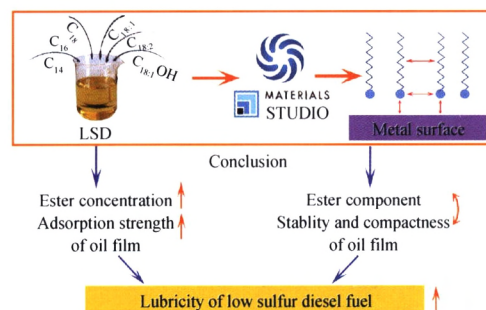 C18 C18:1
C16 C18:2
C14 C18:1OH
MATERIALS
STUDIO
LSD
Metal surface
Conclusion
Ester concentration
Adsorption strength
of oil film
Ester component
Stablity and compactness
of oil film
Lubricity of low sulfur diesel fuel